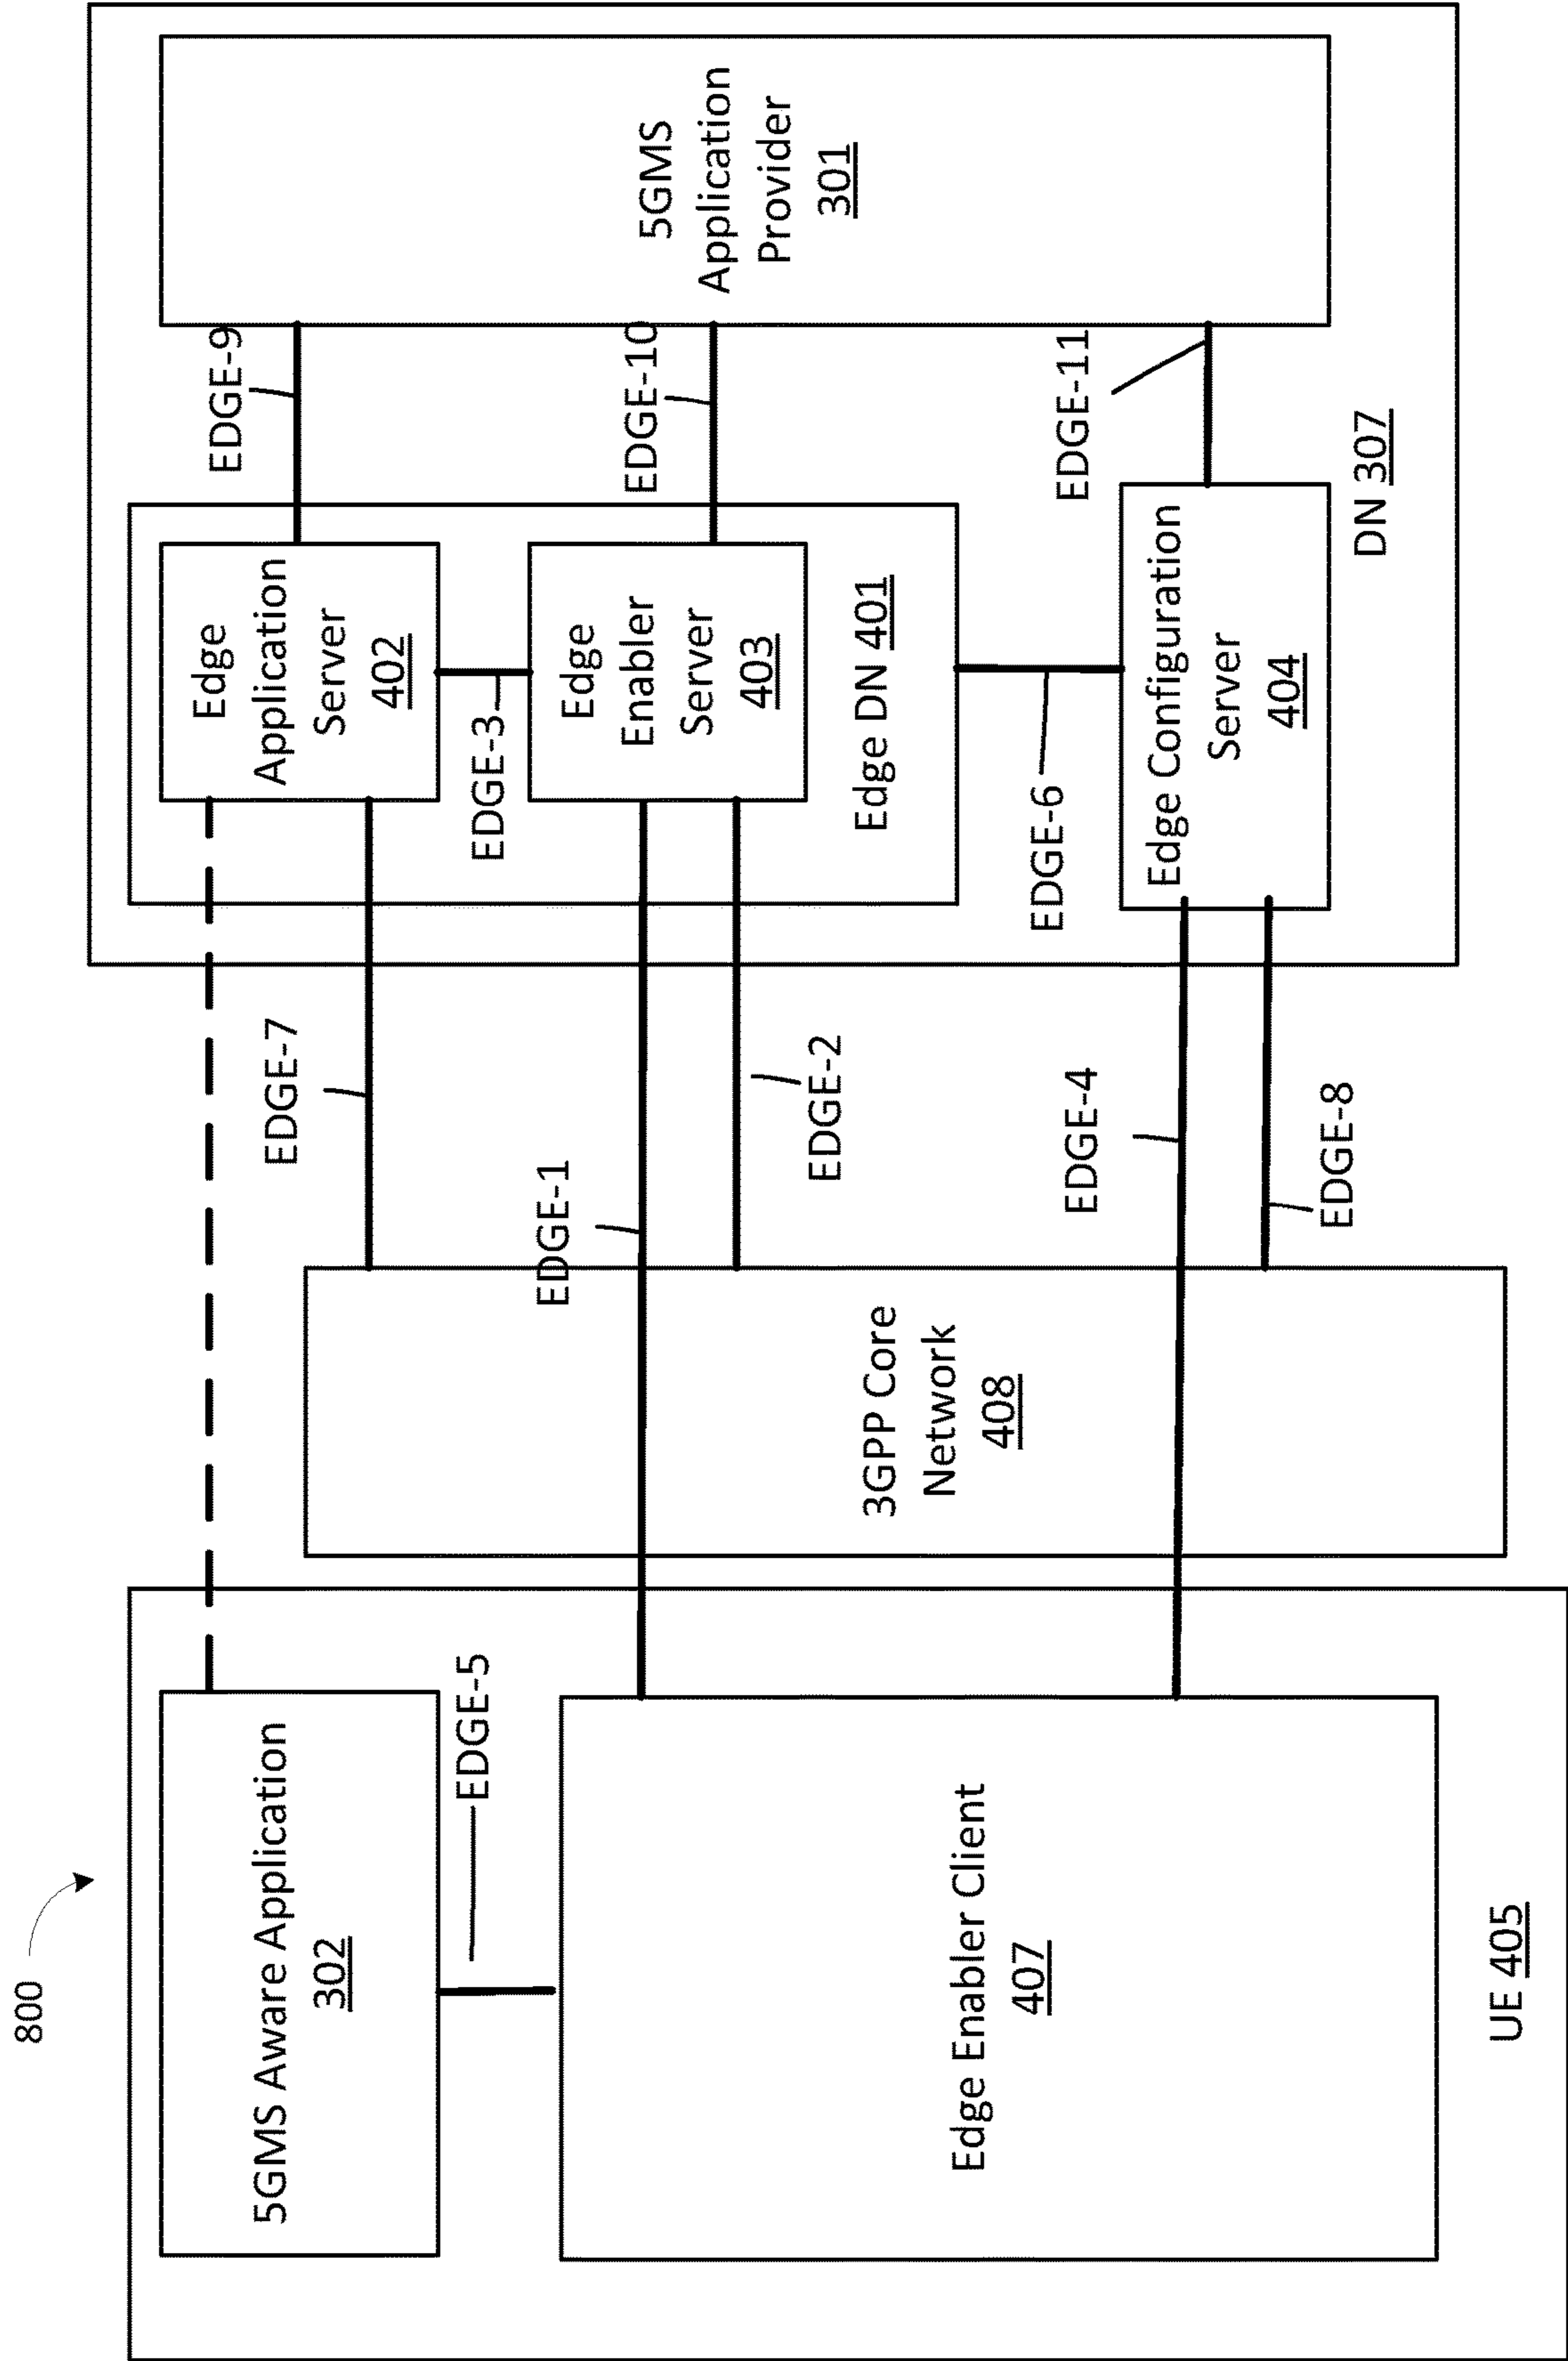 800
5GMS Aware Application
302
EDGE-5
Edge Enabler Client
407
UE 405
3GPP Core
Network
408
EDGE-7
EDGE-1
EDGE-2
EDGE-4
EDGE-8
Edge
Application
Server
402
EDGE-3
Edge
Enabler
Server
403
Edge DN 401
EDGE-6
Edge Configuration
Server
404
EDGE-9
EDGE-10
EDGE-11
DN 307
5GMS
Application
Provider
301